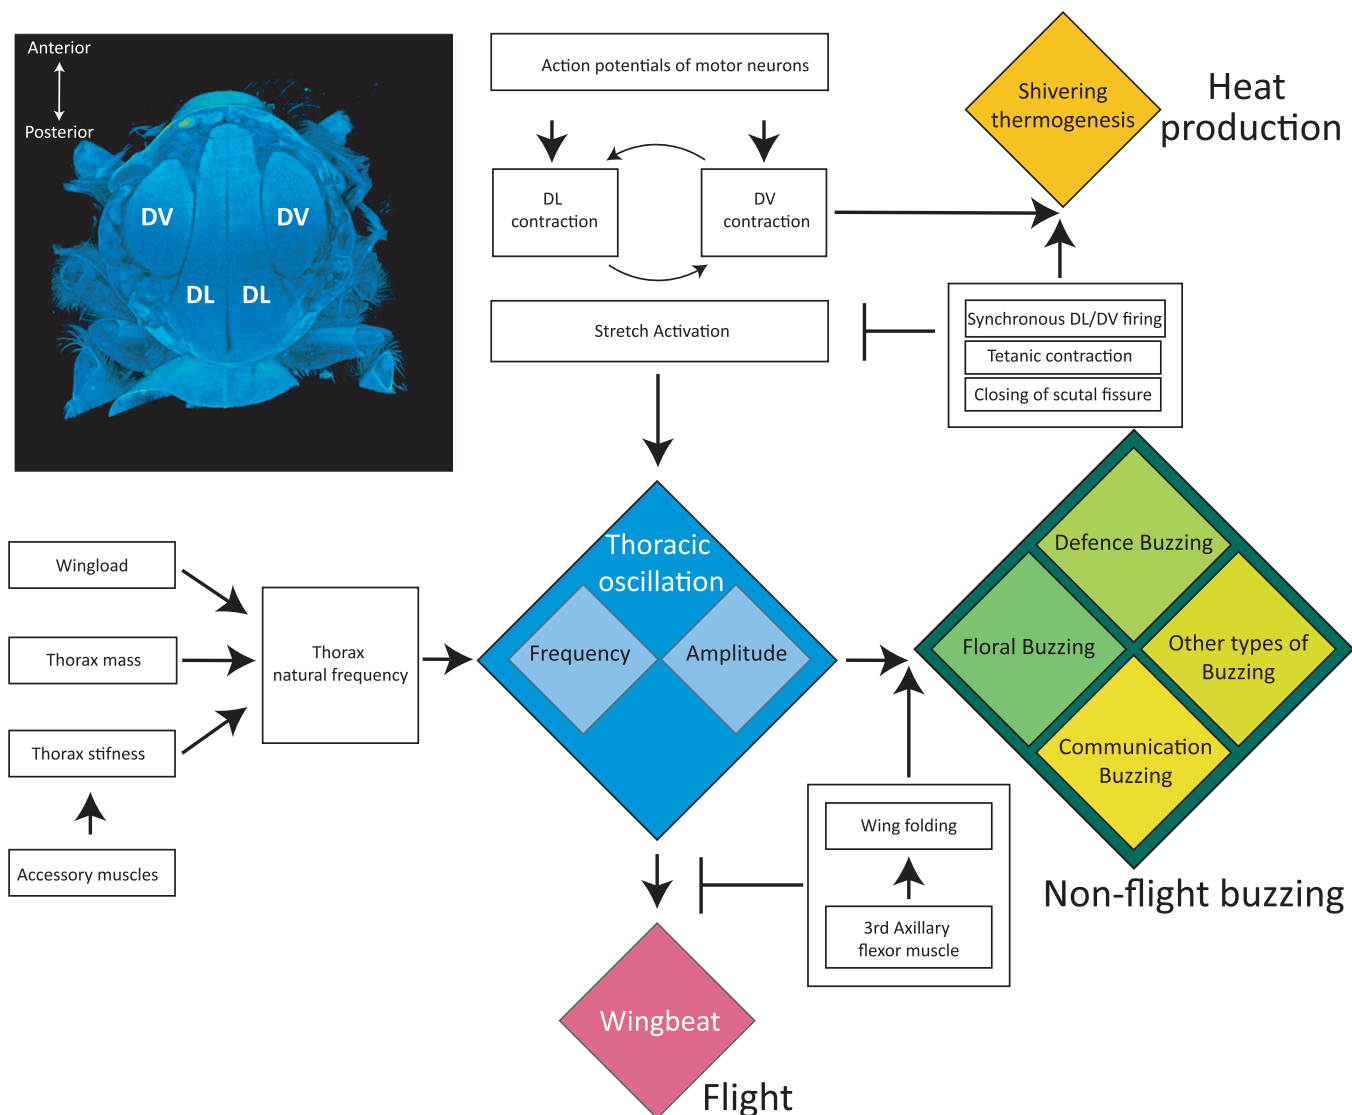 Anterior
Posterior
DV
DV
DL
DL
Action potentials of motor neurons
DL
contraction
DV
contraction
Stretch Activation
Shivering
thermogenesis
Heat
production
Synchronous DL/DV firing
Tetanic contraction
Closing of scutal fissure
Wingload
Thorax mass
Thorax stifness
Accessory muscles
Thorax
natural frequency
Thoracic
oscillation
Frequency
Amplitude
Defence Buzzing
Floral Buzzing
Other types of
Buzzing
Communication
Buzzing
Non-flight buzzing
Wing folding
3rd Axillary
flexor muscle
Wingbeat
Flight